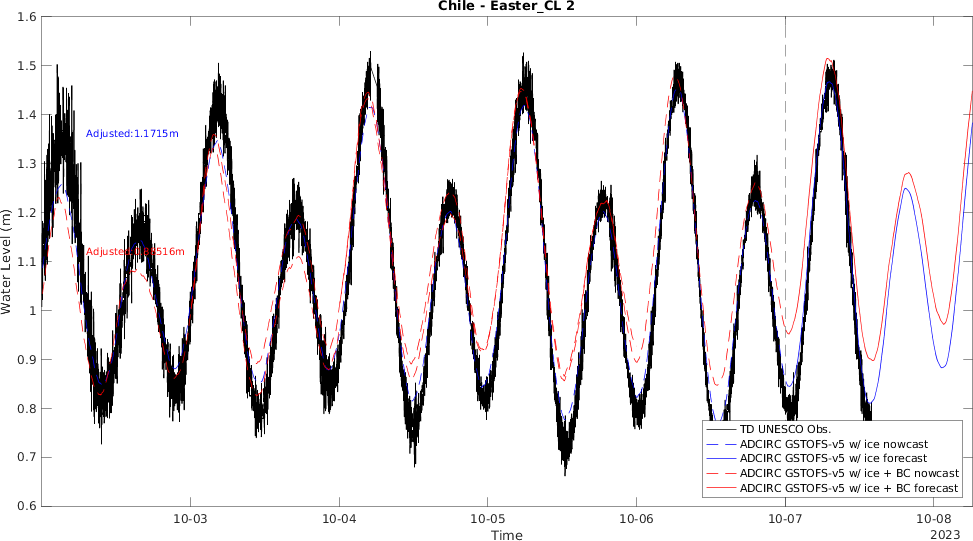 Chile - Easter_CL 2
1.6
1.5
1.4
1.3
1.2
1.1
1
0.9
0.8
0.7
0.6
Water Level (m)
Adjusted:1.1715m
TD UNESCO Obs.
ADCIRC GSTOFS-v5 w/ ice nowcast
ADCIRC GSTOFS-v5 w/ ice forecast
ADCIRC GSTOFS-v5 w/ ice + BC nowcast
ADCIRC GSTOFS-v5 w/ ice + BC forecast
10-03
10-04
10-05
10-06
10-07
10-08
Time
2023